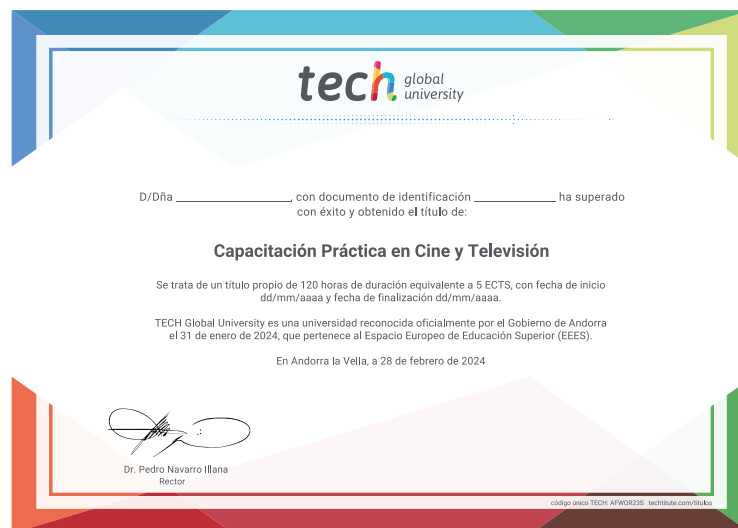 tech global university
D/Dña ____________________, con documento de identificación ______________ ha superado
con éxito y obtenido el título de:
Capacitación Práctica en Cine y Televisión
Se trata de un título propio de 120 horas de duración equivalente a 5 ECTS, con fecha de inicio
dd/mm/aaaa y fecha de finalización dd/mm/aaaa.
TECH Global University es una universidad reconocida oficialmente por el Gobierno de Andorra
el 31 de enero de 2024, que pertenece al Espacio Europeo de Educación Superior (EEES).
En Andorra la Vella, a 28 de febrero de 2024
Dr. Pedro Navarro Illana
Rector
código único TECH: AFWOR23S techtitute.com/titulos